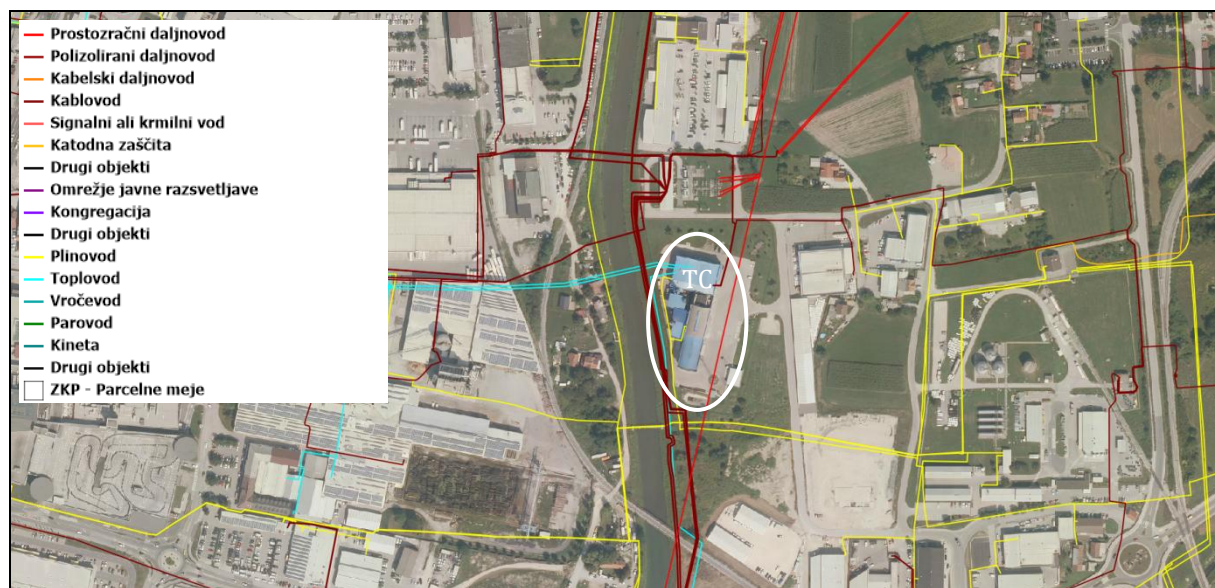 Prostozračni daljnovod
Polizolirani daljnovod
Kabelski daljnovod
Kablovod
Signalni ali krmilni vod
Katodna zaščita
Drugi objekti
Omrežje javne razsvetljave
Kongregacija
Drugi objekti
Plinovod
Toplovod
Vročevod
Parovod
Kineta
Drugi objekti
ZKP - Parcelne meje
TC